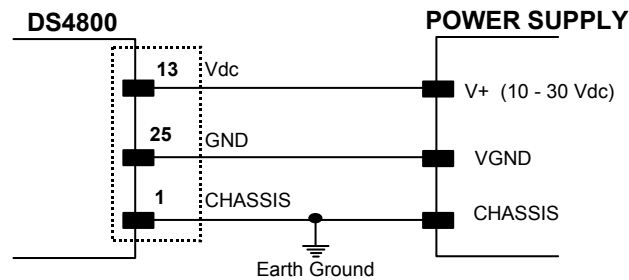 DS4800
POWER SUPPLY
13 Vdc
V+ (10 - 30 Vdc)
25 GND
VGND
1 CHASSIS
CHASSIS
Earth Ground